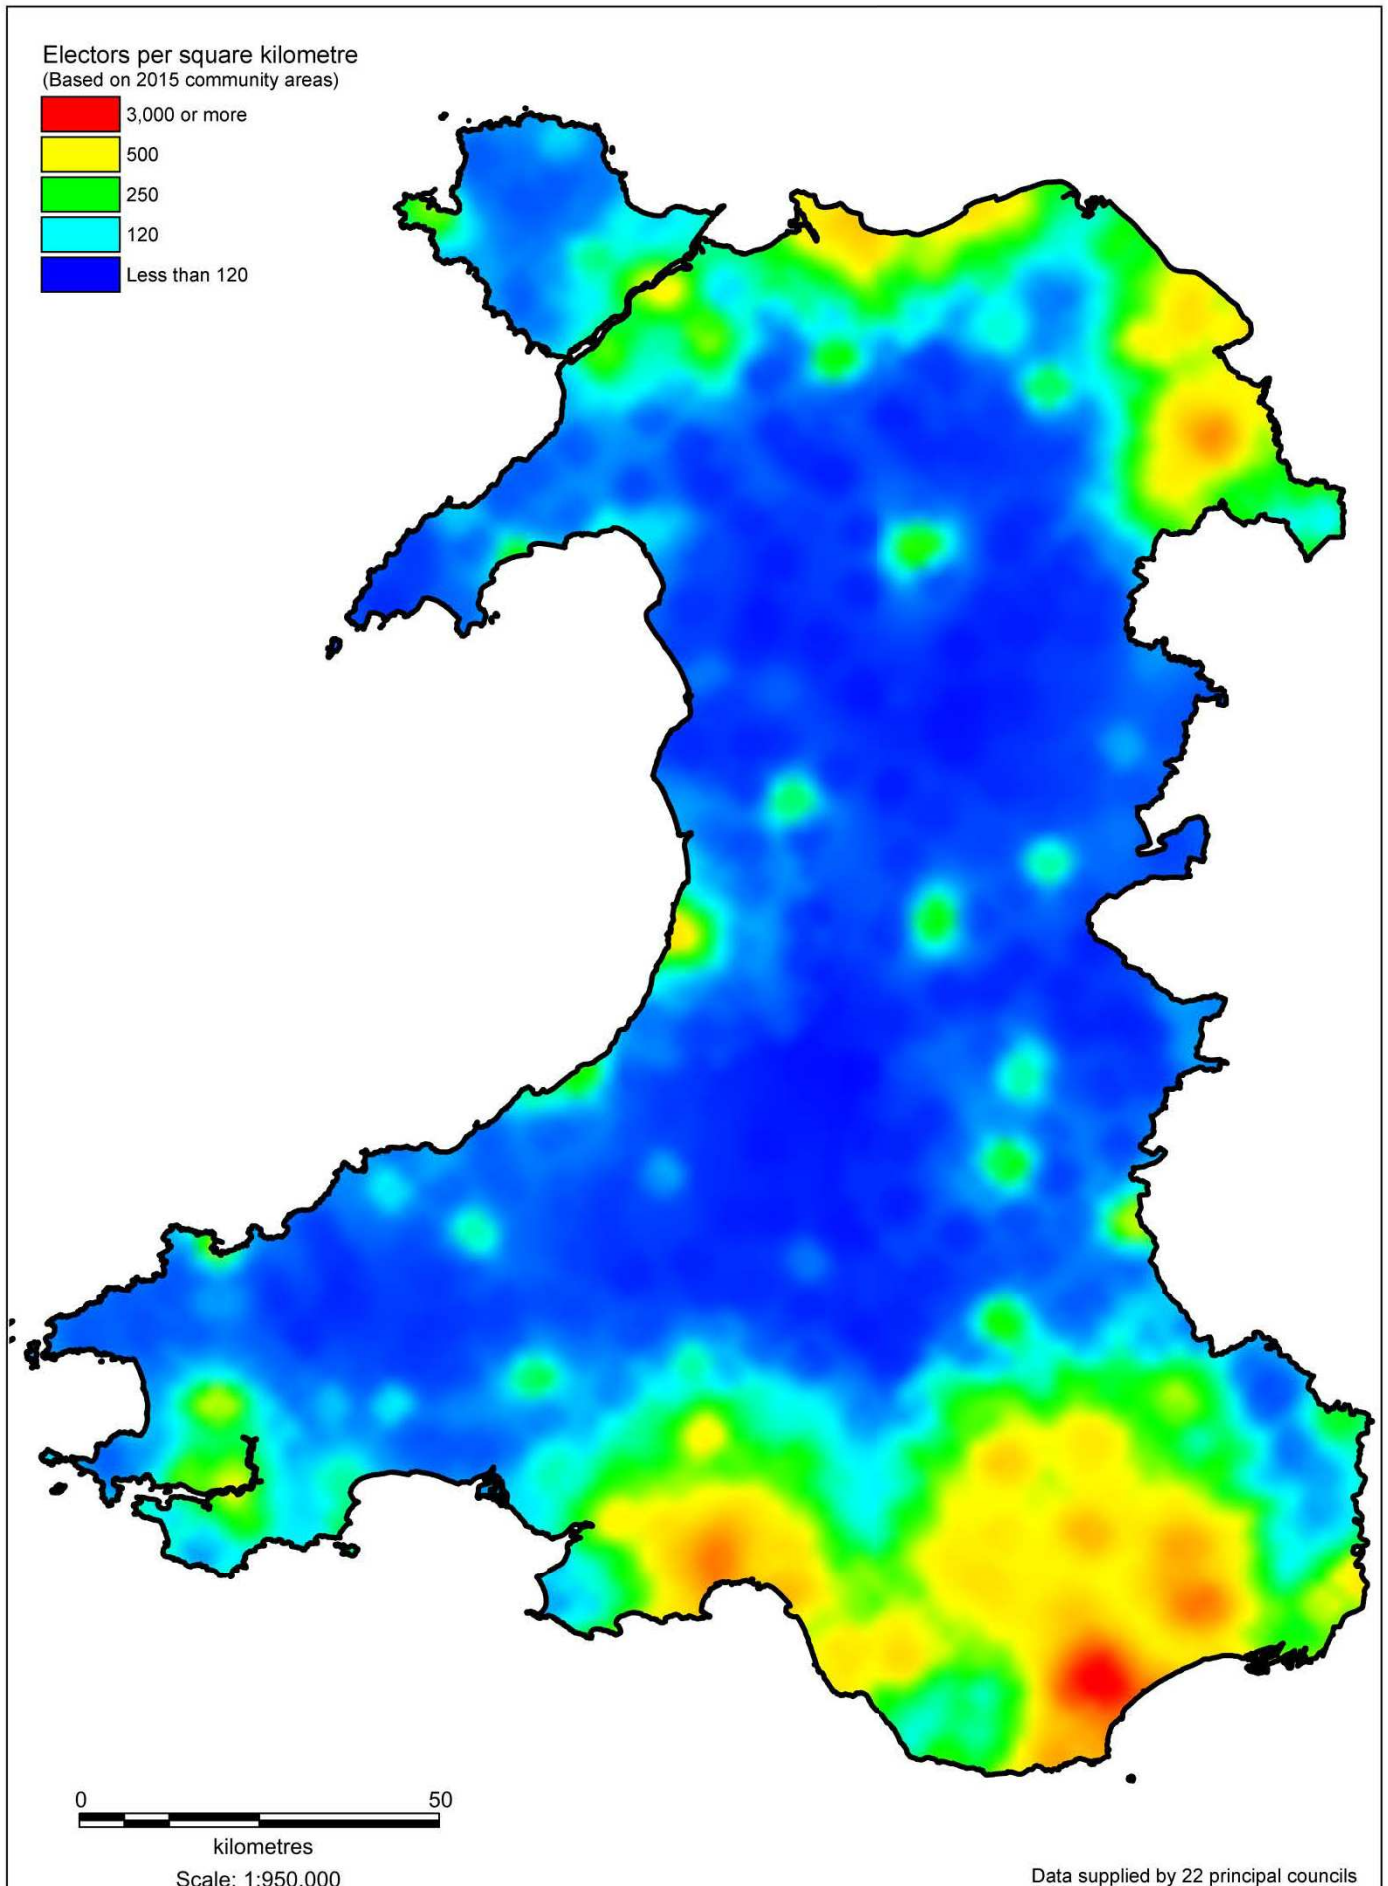 Electors per square kilometre
(Based on 2015 community areas)
3,000 or more
500
250
120
Less than 120
0 50
kilometres
Scale: 1:950,000
Data supplied by 22 principal councils